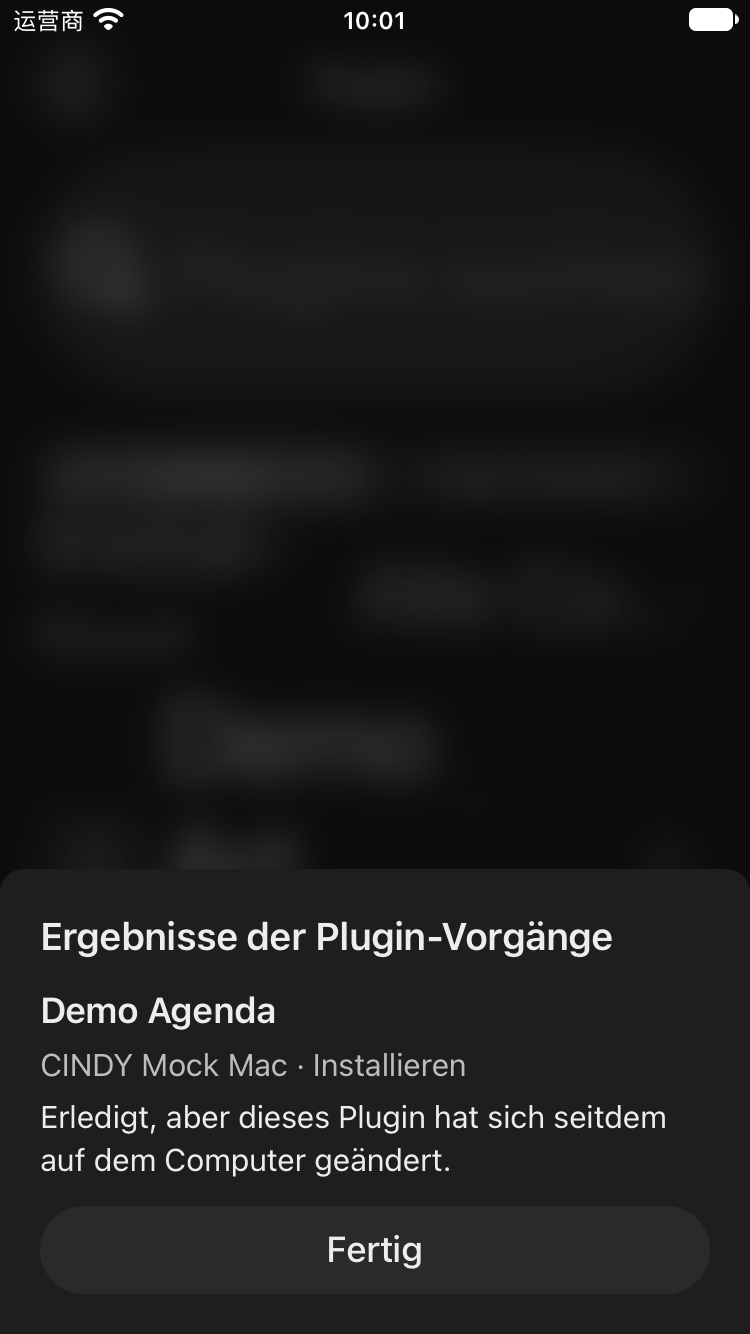 运营商
10:01
Ergebnisse der Plugin-Vorgänge
Demo Agenda
CINDY Mock Mac · Installieren
Erledigt, aber dieses Plugin hat sich seitdem
auf dem Computer geändert.
Fertig